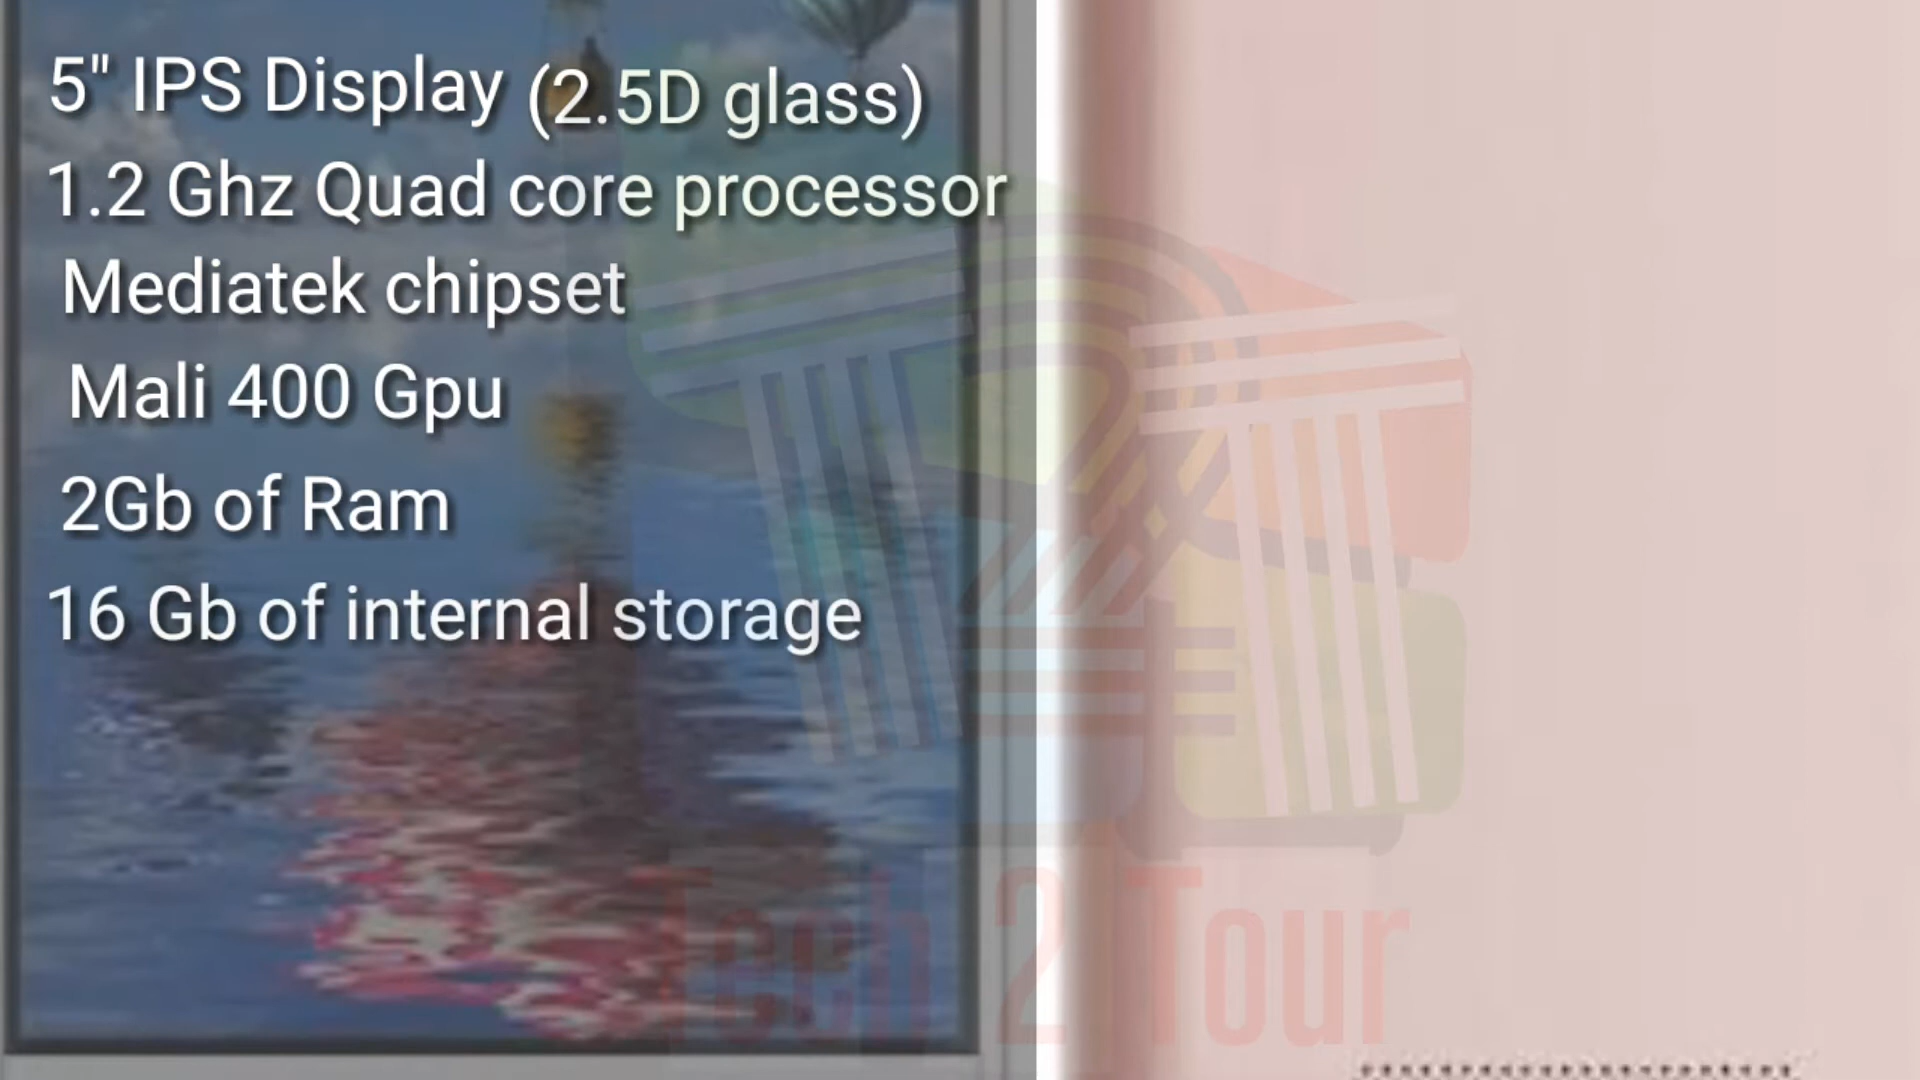 5" IPS Display (2.5D glass)
1.2 Ghz Quad core processor
Mediatek chipset
Mali 400 Gpu
2Gb of Ram
16 Gb of internal storage
Tech 2 Tour